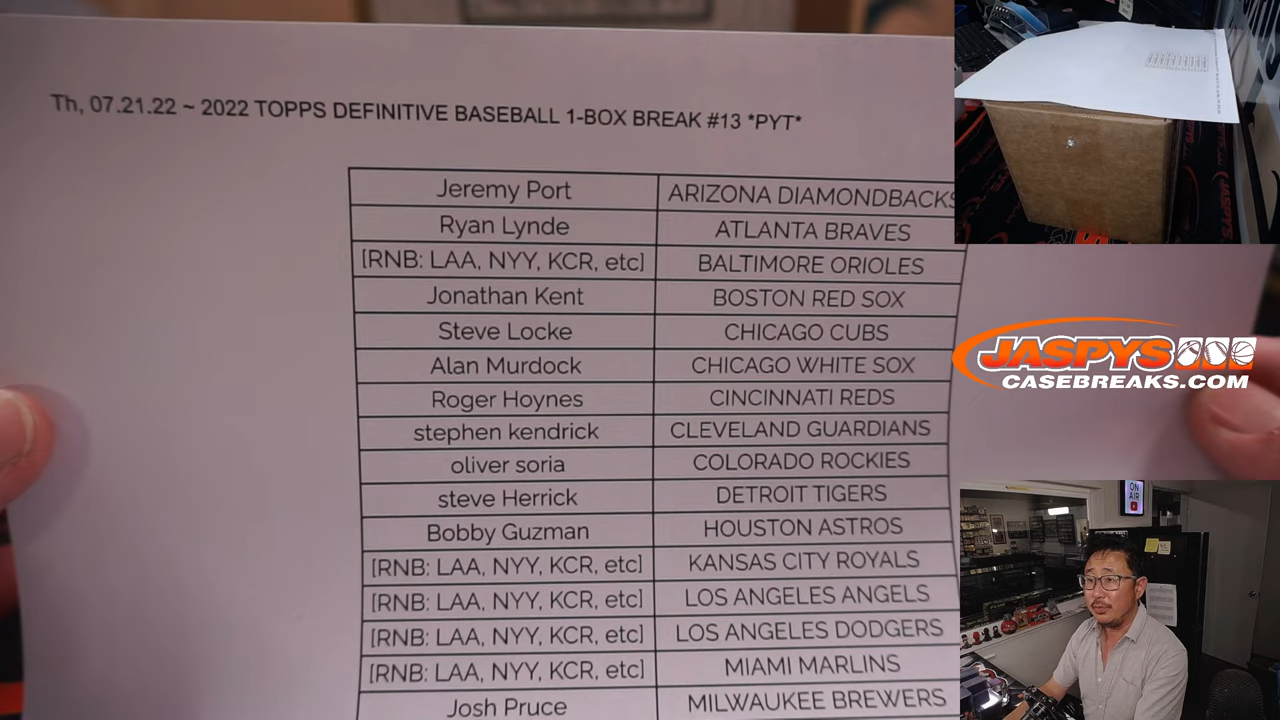 Th, 07.21.22 ~ 2022 TOPPS DEFINITIVE BASEBALL 1-BOX BREAK #13 *PYT*
Jeremy Port ARIZONA DIAMONDBACKS
Ryan Lynde ATLANTA BRAVES
[RNB: LAA, NYY, KCR, etc] BALTIMORE ORIOLES
Jonathan Kent BOSTON RED SOX
Steve Locke CHICAGO CUBS
Alan Murdock CHICAGO WHITE SOX
Roger Hoynes CINCINNATI REDS
stephen kendrick CLEVELAND GUARDIANS
oliver soria COLORADO ROCKIES
steve Herrick DETROIT TIGERS
Bobby Guzman HOUSTON ASTROS
[RNB: LAA, NYY, KCR, etc] KANSAS CITY ROYALS
[RNB: LAA, NYY, KCR, etc] LOS ANGELES ANGELS
[RNB: LAA, NYY, KCR, etc] LOS ANGELES DODGERS
[RNB: LAA, NYY, KCR, etc] MIAMI MARLINS
Josh Pruce MILWAUKEE BREWERS
JASPYS
CASEBREAKS.COM
ON
AIR